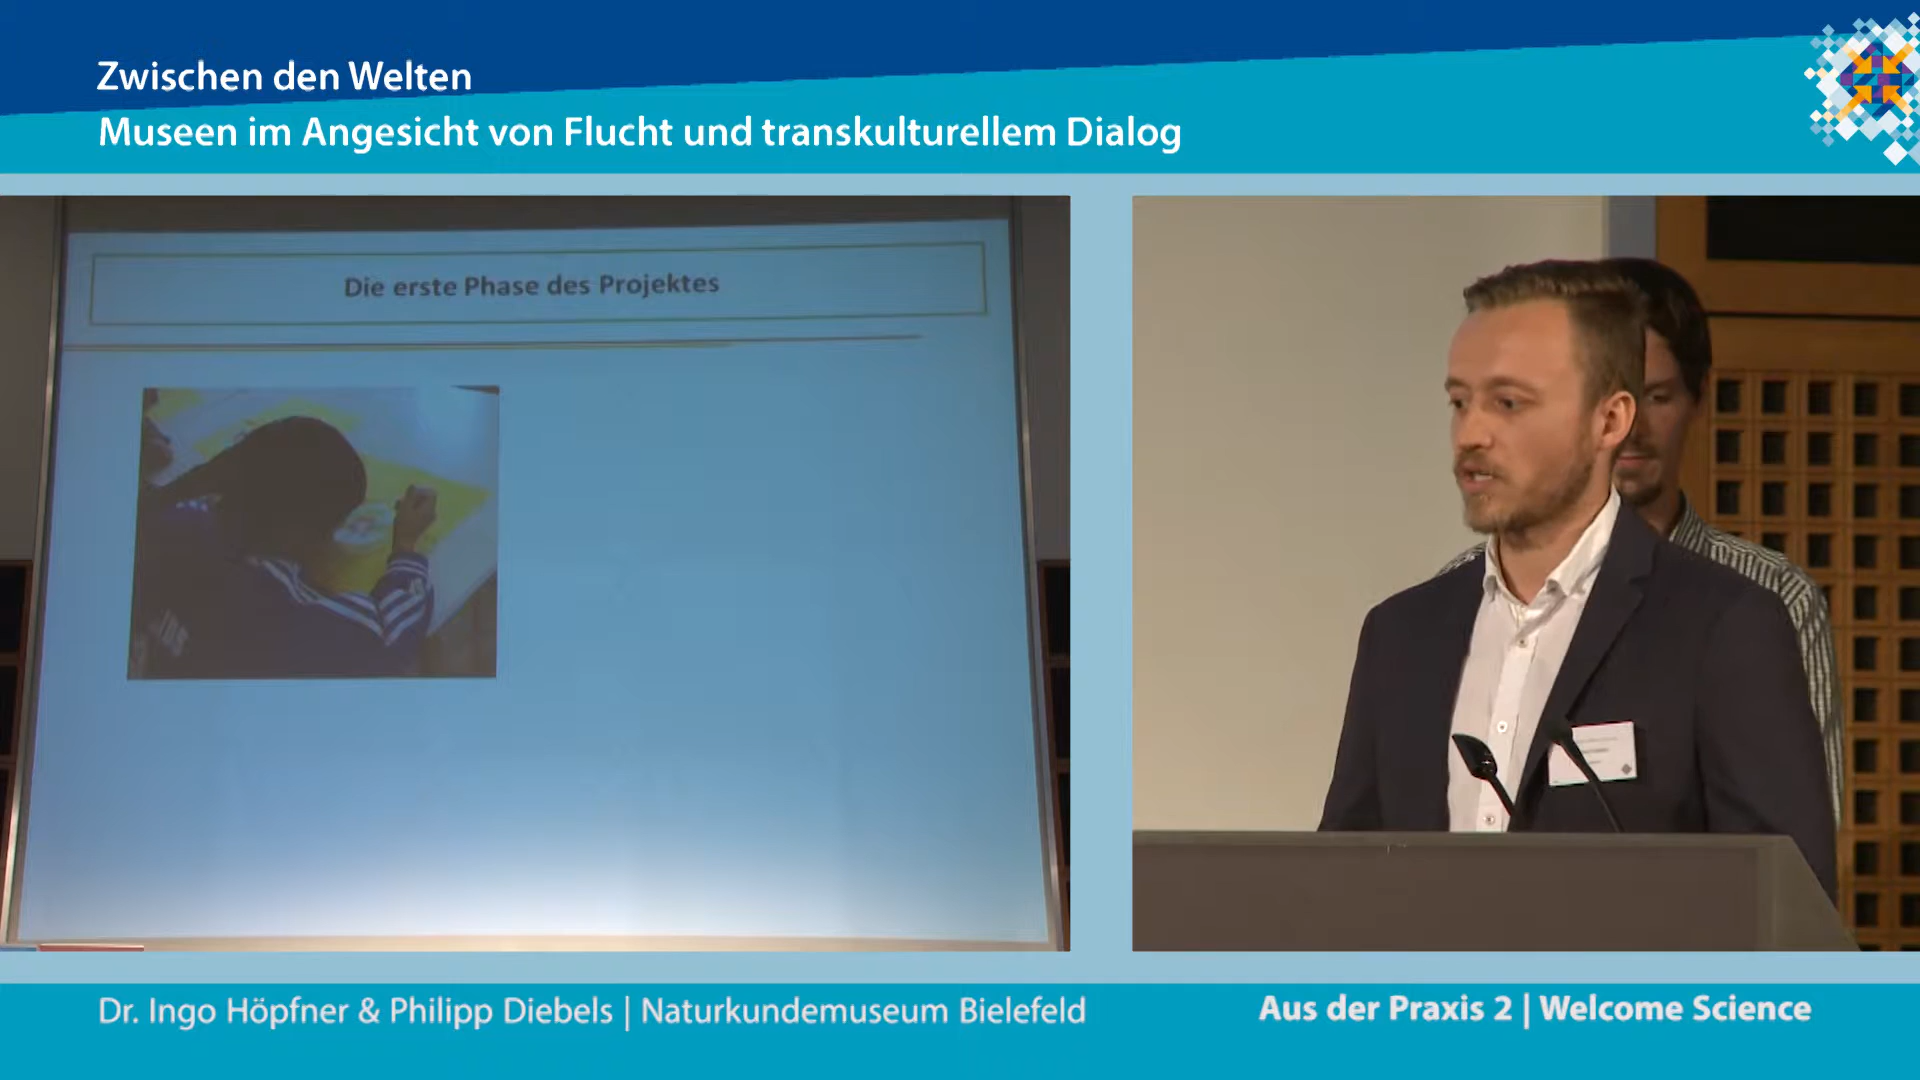 Zwischen den Welten
Museen im Angesicht von Flucht und transkulturellem Dialog
Die erste Phase des Projektes
Dr. Ingo Höpfner & Philipp Diebels | Naturkundemuseum Bielefeld
Aus der Praxis 2 | Welcome Science